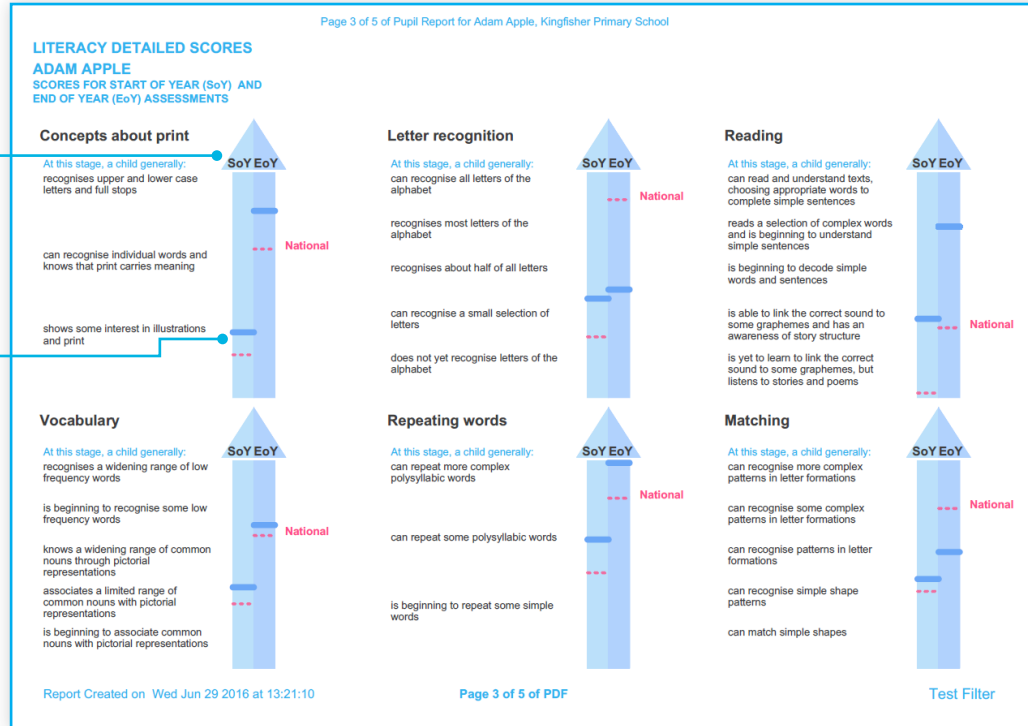 Page 3 of 5 of Pupil Report for Adam Apple, Kingfisher Primary School
LITERACY DETAILED SCORES
ADAM APPLE
SCORES FOR START OF YEAR (SoY) AND
END OF YEAR (EoY) ASSESSMENTS
Concepts about print
At this stage, a child generally:
SoY EoY
recognises upper and lower case
letters and full stops
National
can recognise individual words and
knows that print carries meaning
shows some interest in illustrations
and print
Letter recognition
At this stage, a child generally:
SoY EoY
can recognise all letters of the
alphabet
National
recognises most letters of the
alphabet
recognises about half of all letters
can recognise a small selection of
letters
does not yet recognise letters of the
alphabet
Reading
At this stage, a child generally:
SoY EoY
can read and understand texts,
choosing appropriate words to
complete simple sentences
reads a selection of complex words
and is beginning to understand
simple sentences
is beginning to decode simple
words and sentences
is able to link the correct sound to
some graphemes and has an
awareness of story structure
National
is yet to learn to link the correct
sound to some graphemes, but
listens to stories and poems
Vocabulary
At this stage, a child generally:
SoY EoY
recognises a widening range of low
frequency words
is beginning to recognise some low
frequency words
National
knows a widening range of common
nouns through pictorial
representations
associates a limited range of
common nouns with pictorial
representations
is beginning to associate common
nouns with pictorial representations
Repeating words
At this stage, a child generally:
SoY EoY
can repeat more complex
polysyllabic words
National
can repeat some polysyllabic words
is beginning to repeat some simple
words
Matching
At this stage, a child generally:
SoY EoY
can recognise more complex
patterns in letter formations
can recognise some complex
patterns in letter formations
National
can recognise patterns in letter
formations
can recognise simple shape
patterns
can match simple shapes
Report Created on Wed Jun 29 2016 at 13:21:10
Page 3 of 5 of PDF
Test Filter